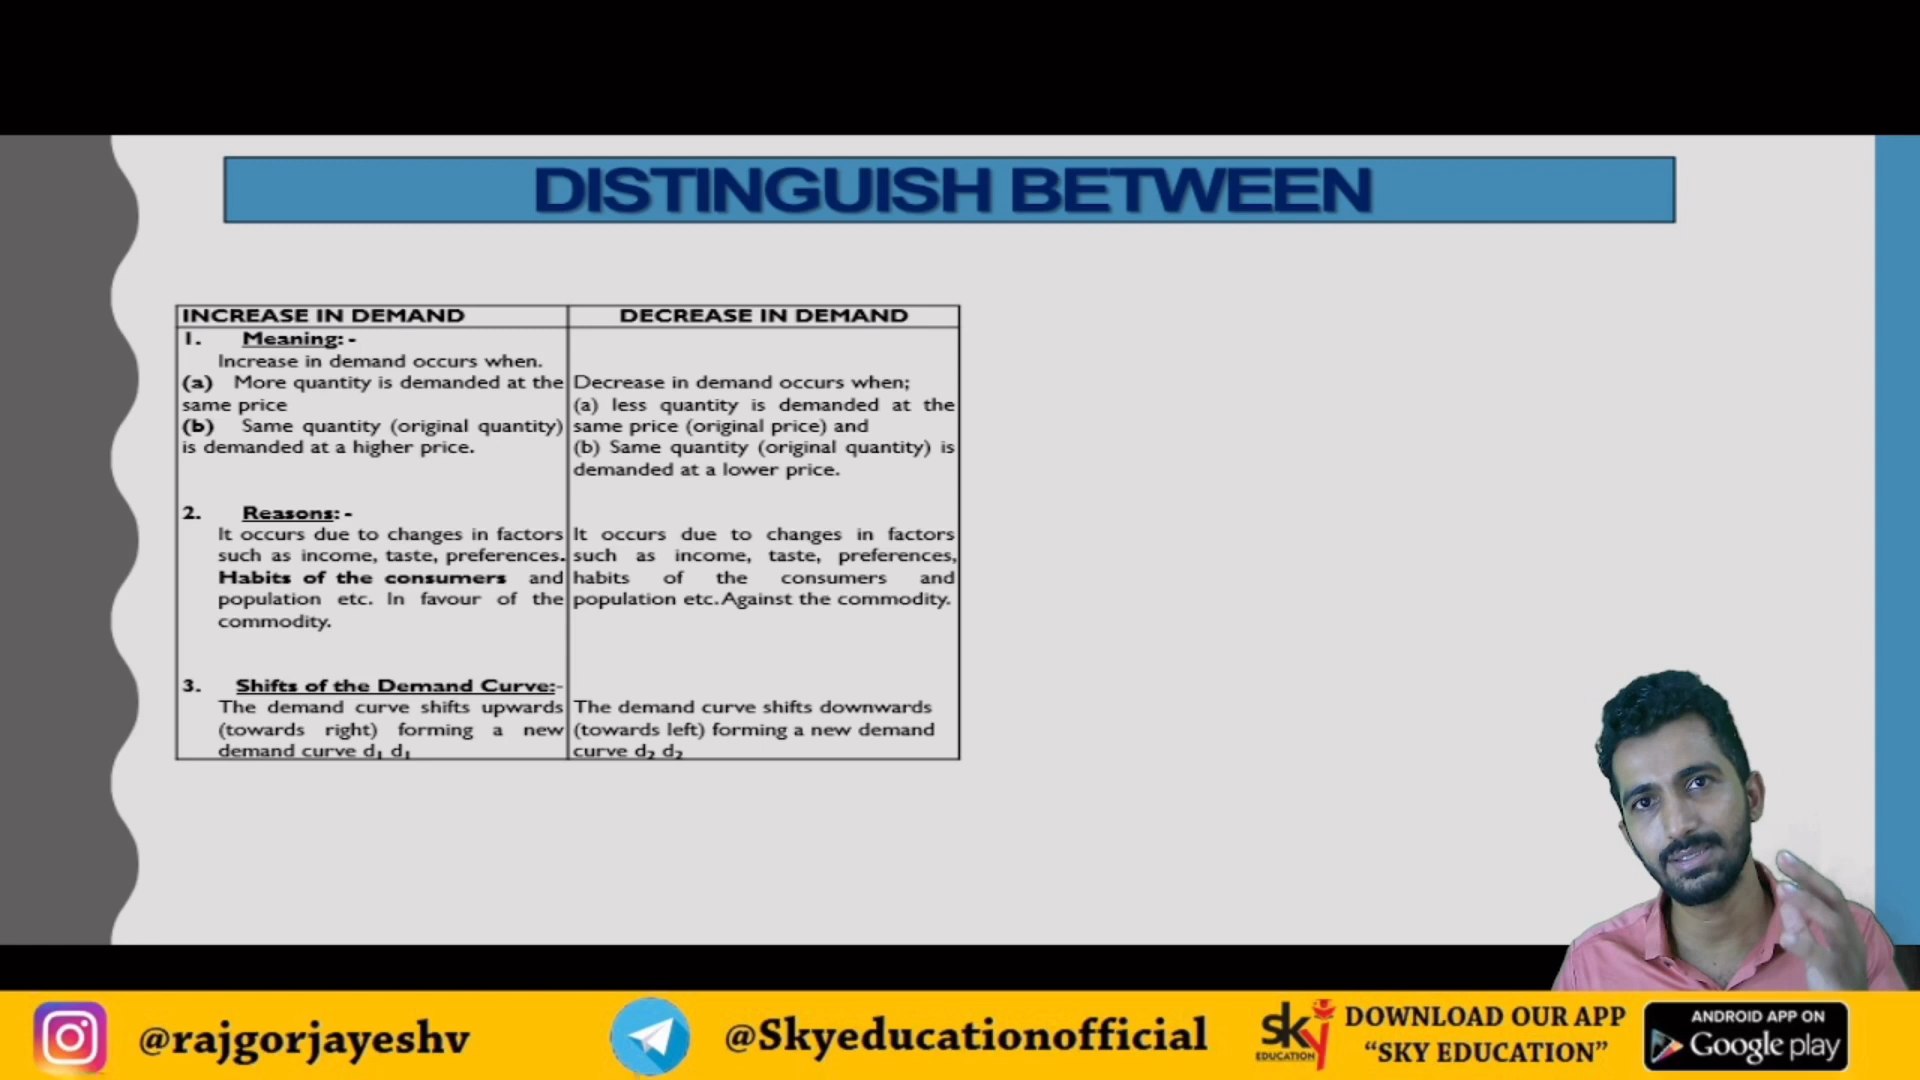 DISTINGUISH BETWEEN
INCREASE IN DEMAND
1. Meaning: -
Increase in demand occurs when.
(a) More quantity is demanded at the
same price
(b) Same quantity (original quantity)
is demanded at a higher price.
2. Reasons: -
It occurs due to changes in factors
such as income, taste, preferences.
Habits of the consumers and
population etc. In favour of the
commodity.
3. Shifts of the Demand Curve:-
The demand curve shifts upwards
(towards right) forming a new
demand curve d₁ d₁
DECREASE IN DEMAND
Decrease in demand occurs when;
(a) less quantity is demanded at the
same price (original price) and
(b) Same quantity (original quantity) is
demanded at a lower price.
It occurs due to changes in factors
such as income, taste, preferences,
habits of the consumers and
population etc. Against the commodity.
The demand curve shifts downwards
(towards left) forming a new demand
curve d₂ d₂
@rajgorjayeshv
@Skyeducationofficial
sky
EDUCATION
DOWNLOAD OUR APP
“SKY EDUCATION”
ANDROID APP ON
Google play